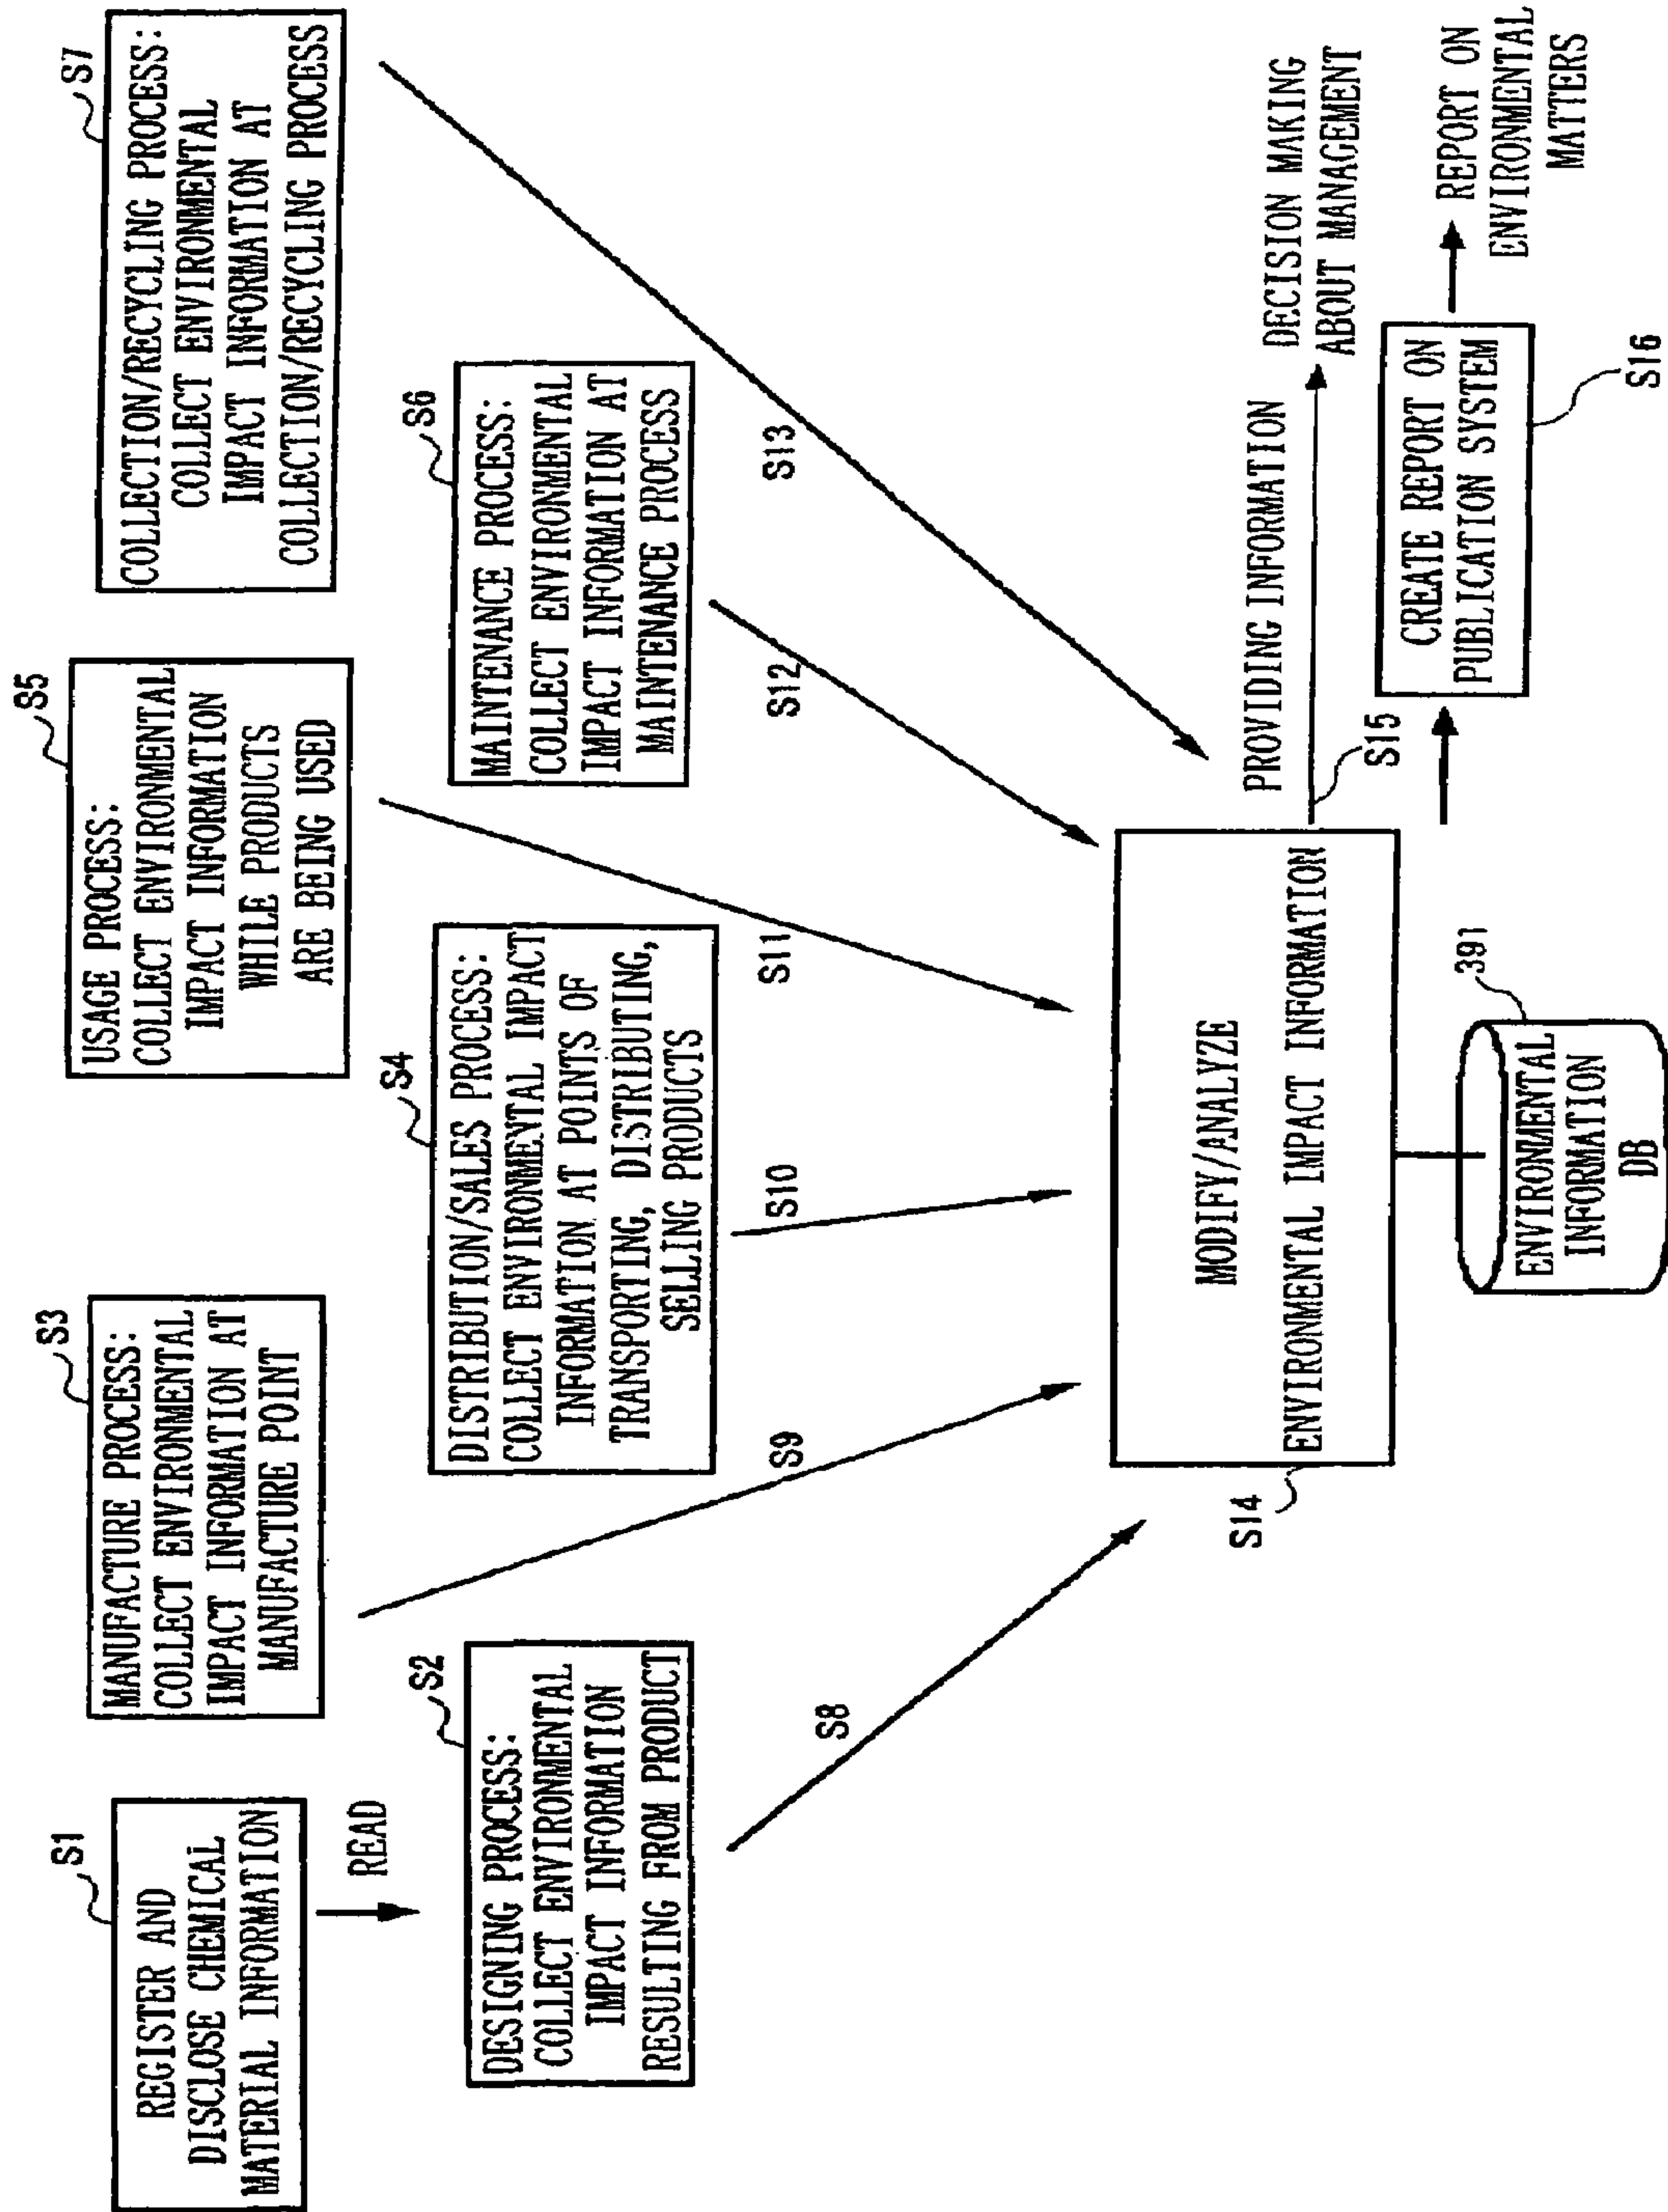 S1
REGISTER AND
DISCLOSE CHEMICAL
MATERIAL INFORMATION
READ
S2
DESIGNING PROCESS:
COLLECT ENVIRONMENTAL
IMPACT INFORMATION
RESULTING FROM PRODUCT
S3
MANUFACTURE PROCESS:
COLLECT ENVIRONMENTAL
IMPACT INFORMATION AT
MANUFACTURE POINT
S4
DISTRIBUTION/SALES PROCESS:
COLLECT ENVIRONMENTAL IMPACT
INFORMATION AT POINTS OF
TRANSPORTING, DISTRIBUTING,
SELLING PRODUCTS
S5
USAGE PROCESS:
COLLECT ENVIRONMENTAL
IMPACT INFORMATION
WHILE PRODUCTS
ARE BEING USED
S6
MAINTENANCE PROCESS:
COLLECT ENVIRONMENTAL
IMPACT INFORMATION AT
MAINTENANCE PROCESS
S7
COLLECTION/RECYCLING PROCESS:
COLLECT ENVIRONMENTAL
IMPACT INFORMATION AT
COLLECTION/RECYCLING PROCESS
S8
S9
S10
S11
S12
S13
S14
MODIFY/ANALYZE
ENVIRONMENTAL IMPACT INFORMATION
391
ENVIRONMENTAL
INFORMATION
DB
PROVIDING INFORMATION
S15
DECISION MAKING
ABOUT MANAGEMENT
CREATE REPORT ON
PUBLICATION SYSTEM
S16
REPORT ON
ENVIRONMENTAL
MATTERS